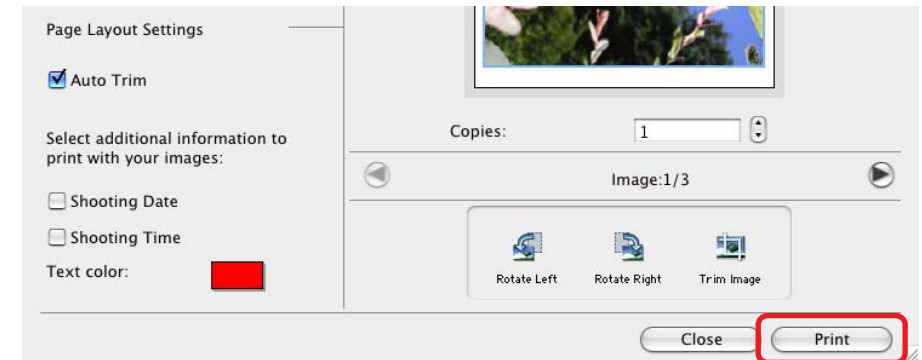 Page Layout Settings
Auto Trim
Select additional information to
print with your images:
Shooting Date
Shooting Time
Text color:
Copies:
1
Image:1/3
Rotate Left
Rotate Right
Trim Image
Close
Print